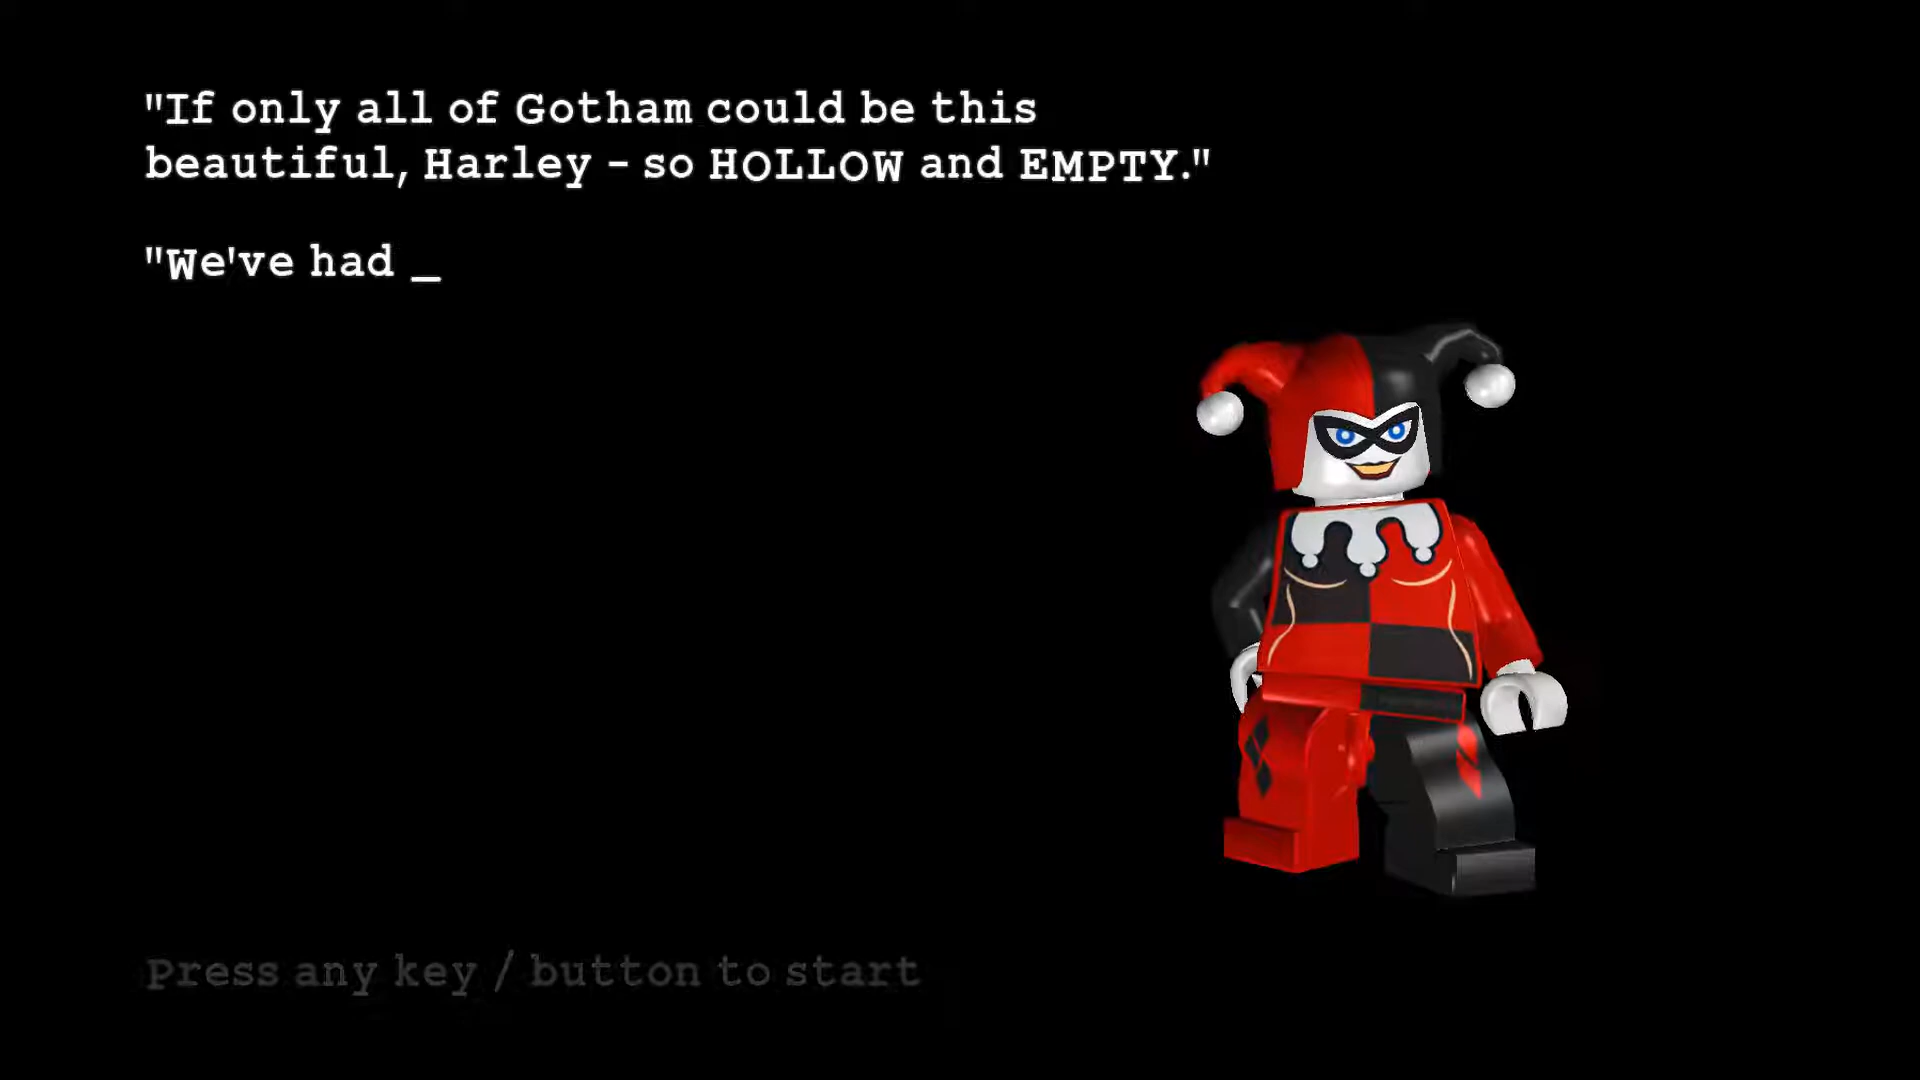 "If only all of Gotham could be this
beautiful, Harley - so HOLLOW and EMPTY."
"We've had _
Press any key / button to start